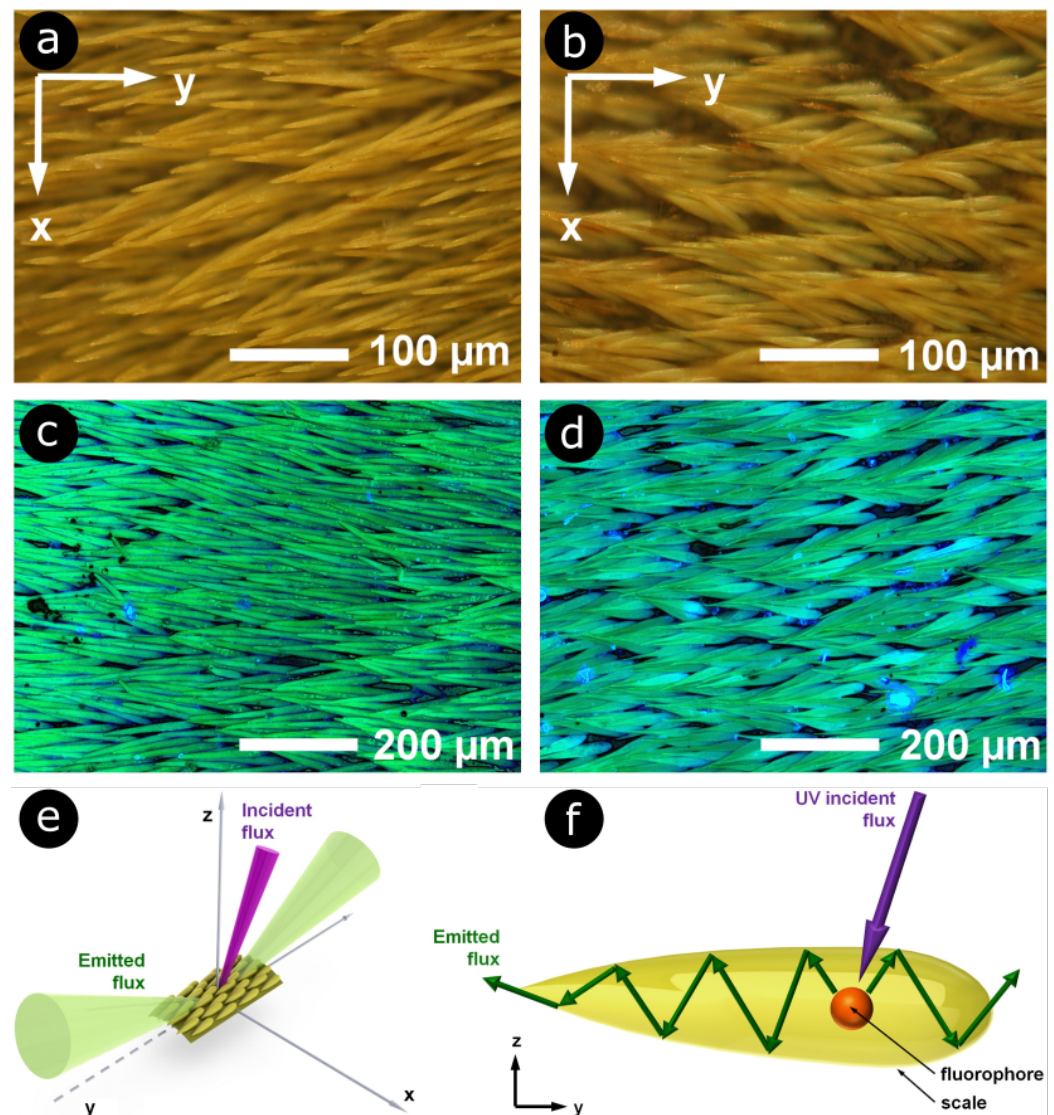 a
y
x
100 µm
b
y
x
100 µm
c
200 µm
d
200 µm
e
z
Incident
flux
Emitted
flux
y
x
f
UV incident
flux
Emitted
flux
z
y
fluorophore
scale